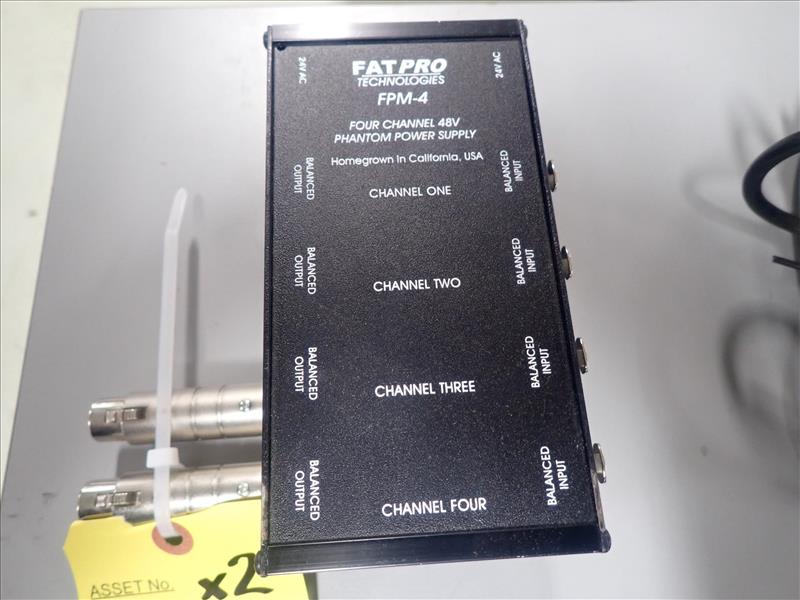 24V AC
24V AC
FATPRO
TECHNOLOGIES
FPM-4
FOUR CHANNEL 48V
PHANTOM POWER SUPPLY
Homegrown in California, USA
BALANCED
OUTPUT
CHANNEL ONE
BALANCED
INPUT
BALANCED
OUTPUT
CHANNEL TWO
BALANCED
INPUT
BALANCED
OUTPUT
CHANNEL THREE
BALANCED
INPUT
BALANCED
OUTPUT
CHANNEL FOUR
BALANCED
INPUT
ASSET No.
x2